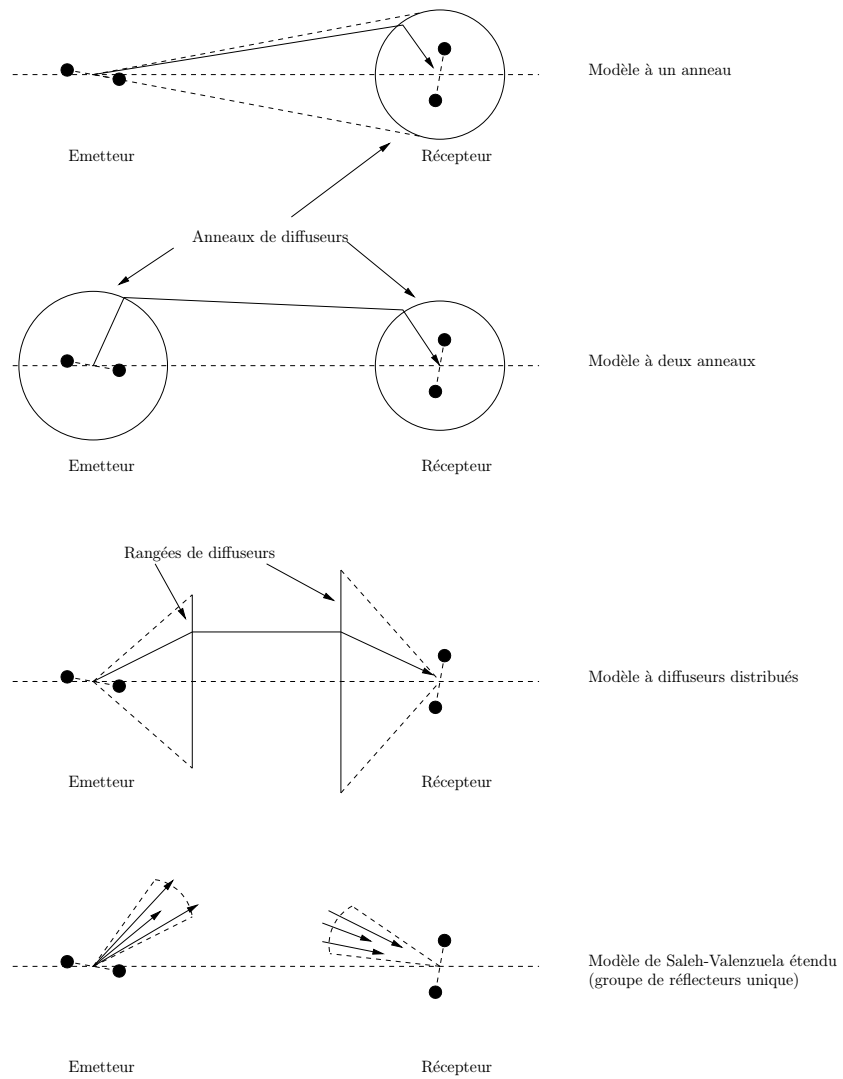 Modèle à un anneau
Emetteur
Récepteur
Anneaux de diffuseurs
Modèle à deux anneaux
Emetteur
Récepteur
Rangées de diffuseurs
Modèle à diffuseurs distribués
Emetteur
Récepteur
Modèle de Saleh-Valenzuela étendu
(groupe de réflecteurs unique)
Emetteur
Récepteur